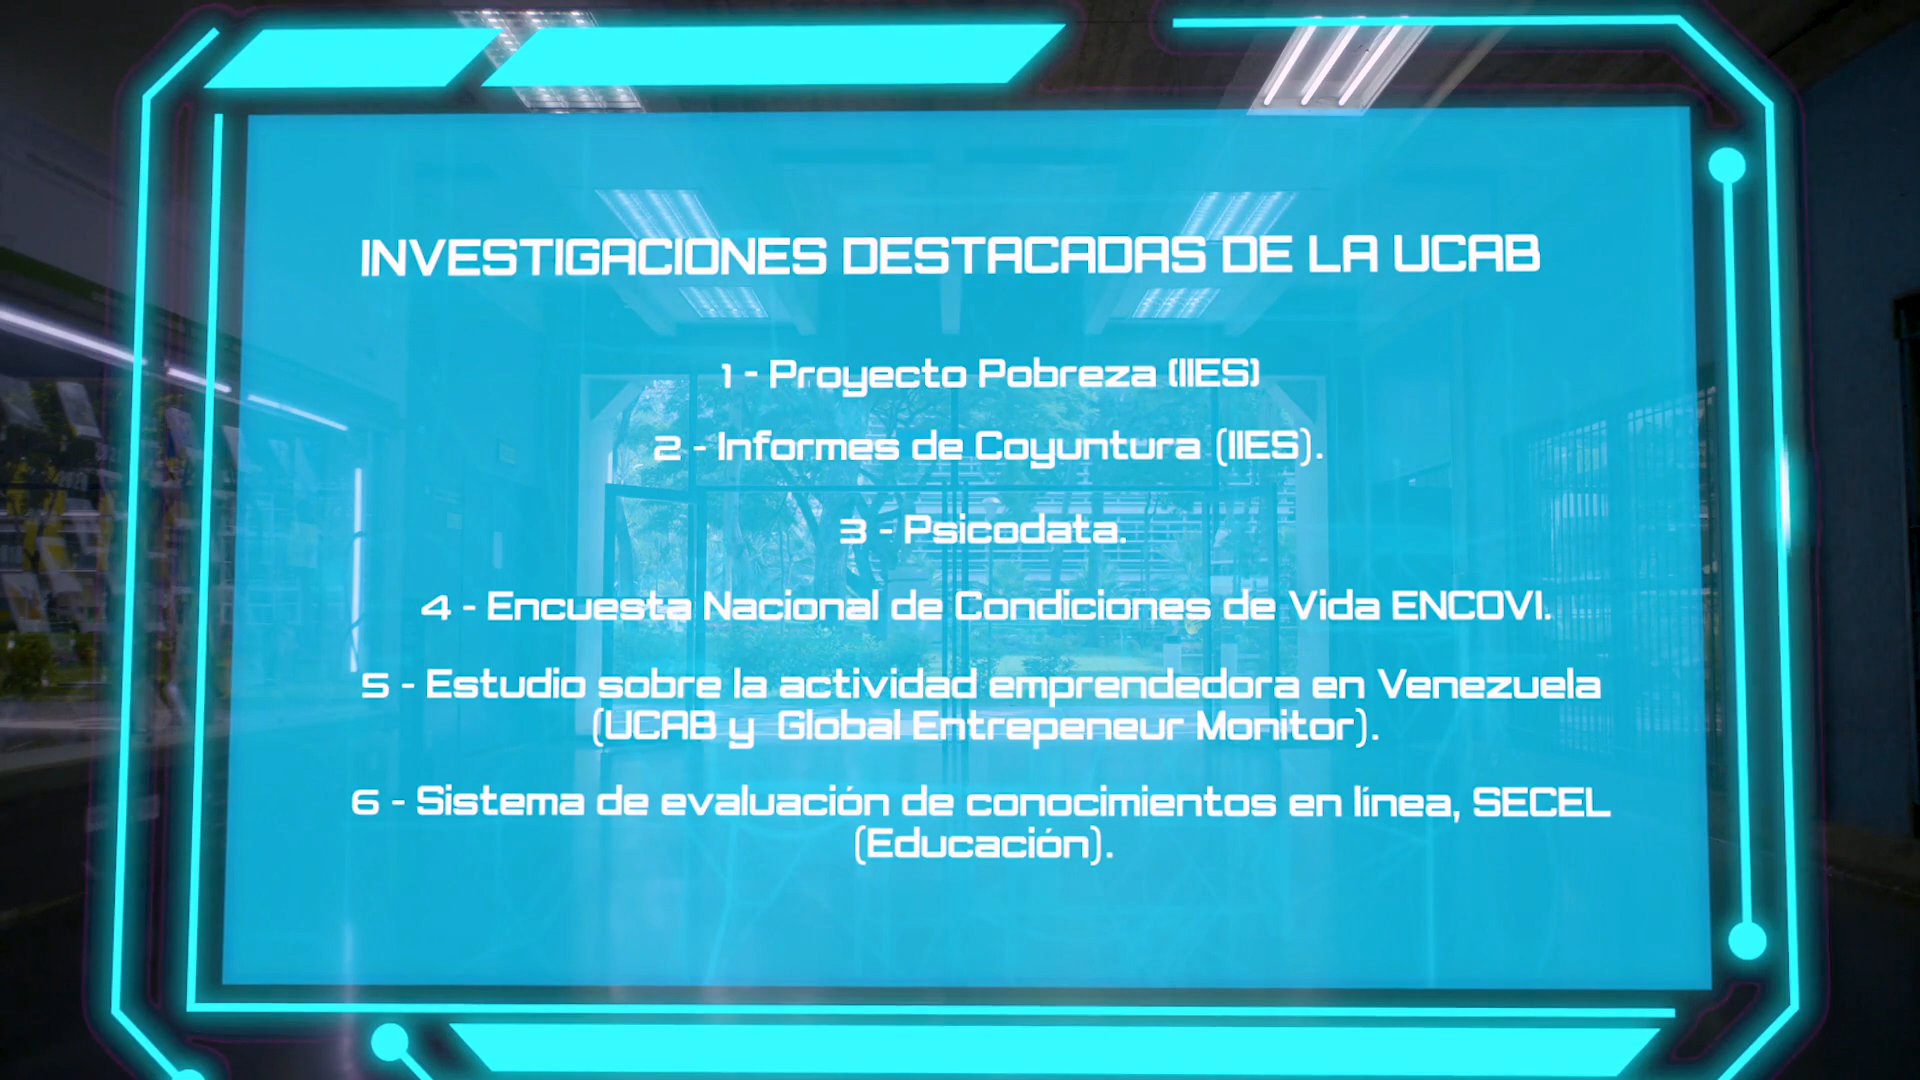 INVESTIGACIONES DESTACADAS DE LA UCAB
1 - Proyecto Pobreza (IIES)
2 - Informes de Coyuntura (IIES).
3 - Psicodata.
4 - Encuesta Nacional de Condiciones de Vida ENCOVI.
5 - Estudio sobre la actividad emprendedora en Venezuela
(UCAB y Global Entrepeneur Monitor).
6 - Sistema de evaluación de conocimientos en línea, SECEL
(Educación).